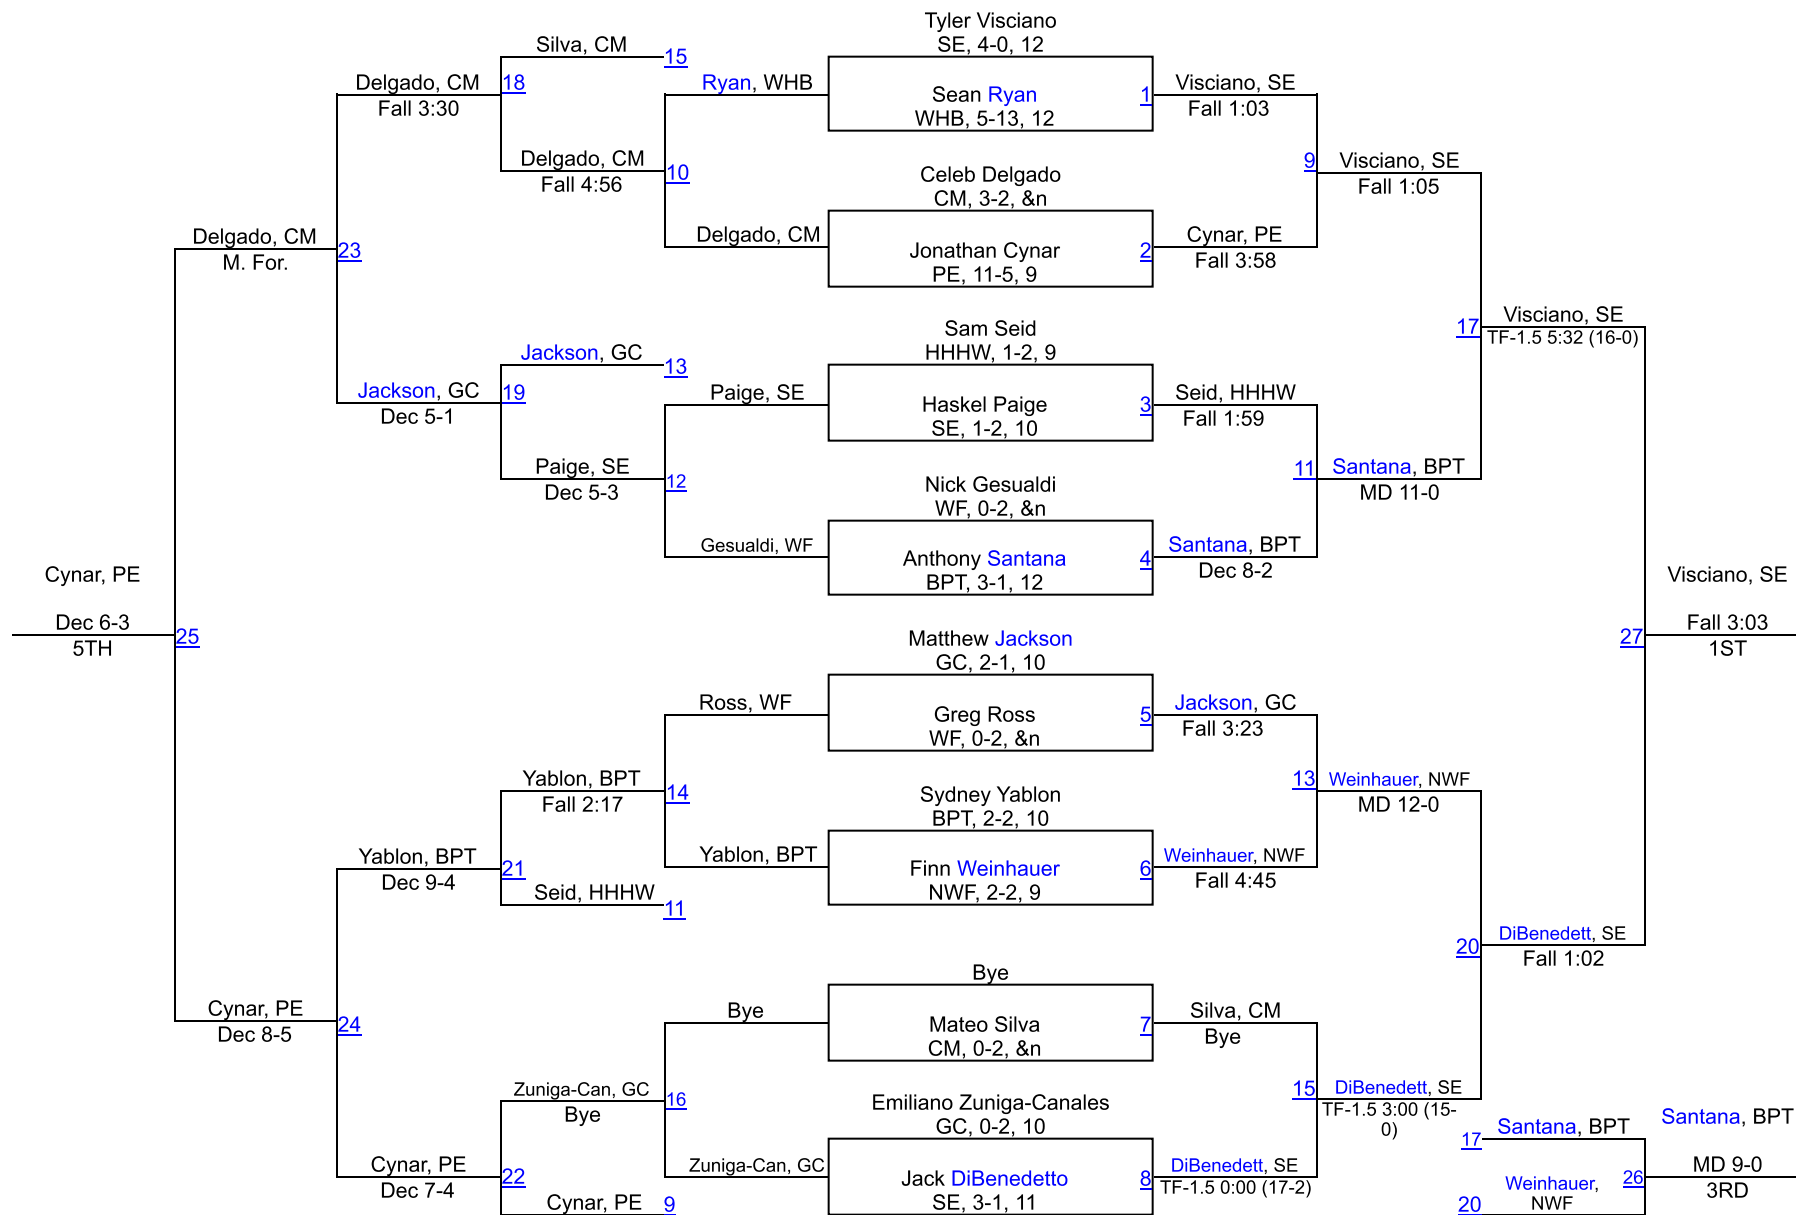 Tyler Visciano
SE, 4-0, 12
Silva, CM
15
Delgado, CM
18
Fall 3:30
Ryan, WHB
Sean Ryan
WHB, 5-13, 12
1
Visciano, SE
Fall 1:03
Delgado, CM
Fall 4:56
10
Celeb Delgado
CM, 3-2, &n
9
Visciano, SE
Fall 1:05
Delgado, CM
M. For.
23
Delgado, CM
Jonathan Cynar
PE, 11-5, 9
2
Cynar, PE
Fall 3:58
Sam Seid
HHHW, 1-2, 9
17
Visciano, SE
TF-1.5 5:32 (16-0)
Jackson, GC
13
Jackson, GC
19
Dec 5-1
Paige, SE
Haskel Paige
SE, 1-2, 10
3
Seid, HHHW
Fall 1:59
Paige, SE
Dec 5-3
12
Nick Gesualdi
WF, 0-2, &n
11
Santana, BPT
MD 11-0
Gesualdi, WF
Anthony Santana
BPT, 3-1, 12
4
Santana, BPT
Dec 8-2
Cynar, PE
Dec 6-3
5TH
25
Visciano, SE
27
Fall 3:03
1ST
Matthew Jackson
GC, 2-1, 10
Ross, WF
Greg Ross
WF, 0-2, &n
5
Jackson, GC
Fall 3:23
Yablon, BPT
Fall 2:17
14
Sydney Yablon
BPT, 2-2, 10
13
Weinhauer, NWF
MD 12-0
Yablon, BPT
Dec 9-4
21
Yablon, BPT
Finn Weinhauer
NWF, 2-2, 9
6
Weinhauer, NWF
Fall 4:45
Seid, HHHW
11
20
DiBenedett, SE
Fall 1:02
Bye
Cynar, PE
Dec 8-5
24
Bye
Mateo Silva
CM, 0-2, &n
7
Silva, CM
Bye
Zuniga-Can, GC
Bye
16
Emiliano Zuniga-Canales
GC, 0-2, 10
15
DiBenedett, SE
TF-1.5 3:00 (15-
0)
Cynar, PE
Dec 7-4
22
Zuniga-Can, GC
Jack DiBenedetto
SE, 3-1, 11
8
DiBenedett, SE
TF-1.5 0:00 (17-2)
Cynar, PE
9
17
Santana, BPT
Santana, BPT
26
MD 9-0
3RD
20
Weinhauer,
NWF